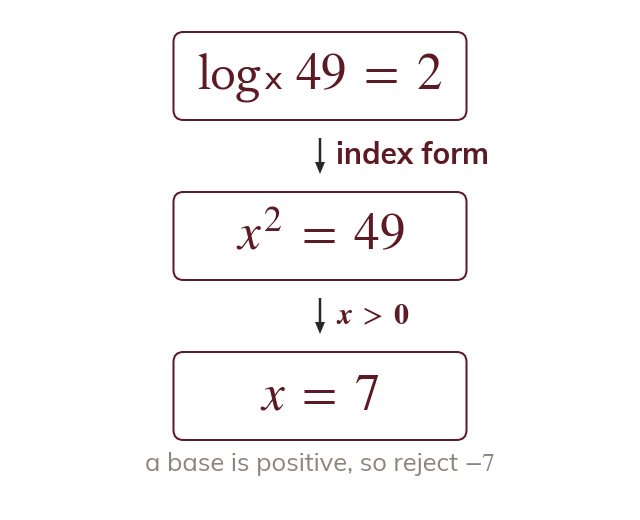 logₓ 49 = 2
index form
x² = 49
x > 0
x = 7
a base is positive, so reject −7